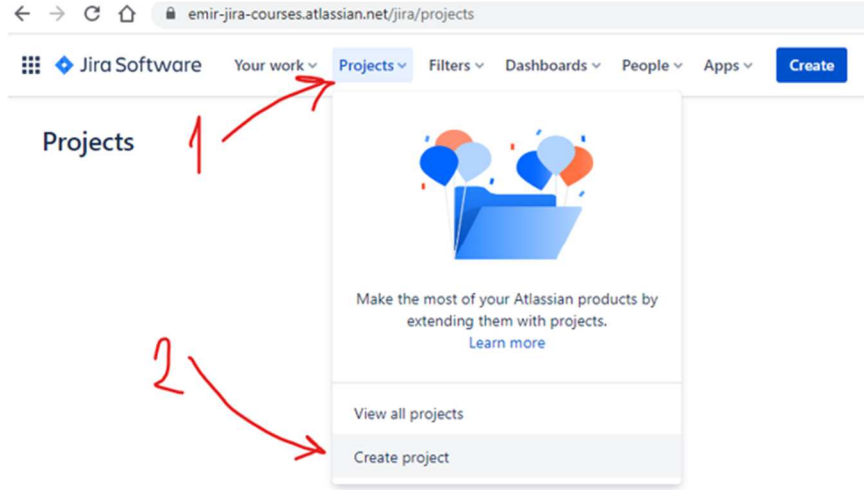 emir-jira-courses.atlassian.net/jira/projects
Jira Software Your work Projects Filters Dashboards People Apps Create
Projects
1
Make the most of your Atlassian products by
extending them with projects.
Learn more
2
View all projects
Create project